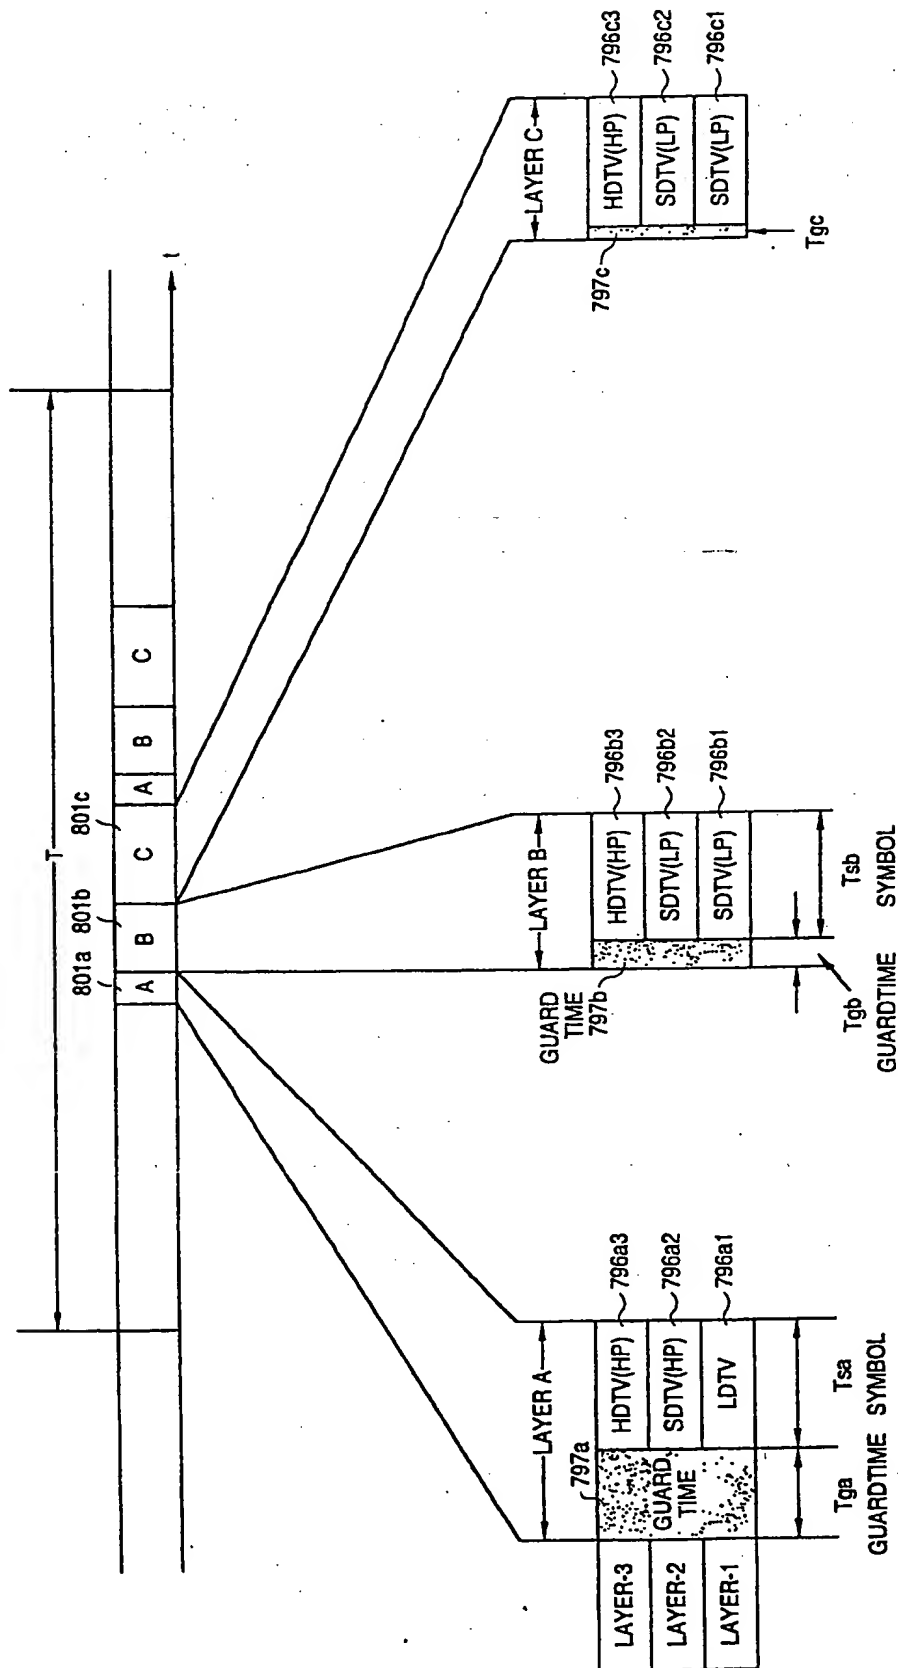 T
801a
801b
801c
A
B
C
A
B
C
t
LAYER A
LAYER B
LAYER C
797a
HDTV(HP)
796a3
SDTV(HP)
796a2
LDTV
796a1
GUARD
TIME
LAYER-3
LAYER-2
LAYER-1
Tga
Tsa
GUARDTIME SYMBOL
GUARD
TIME
797b
HDTV(HP)
796b3
SDTV(LP)
796b2
SDTV(LP)
796b1
Tgb
Tsb
GUARDTIME SYMBOL
797c
HDTV(HP)
796c3
SDTV(LP)
796c2
SDTV(LP)
796c1
Tgc